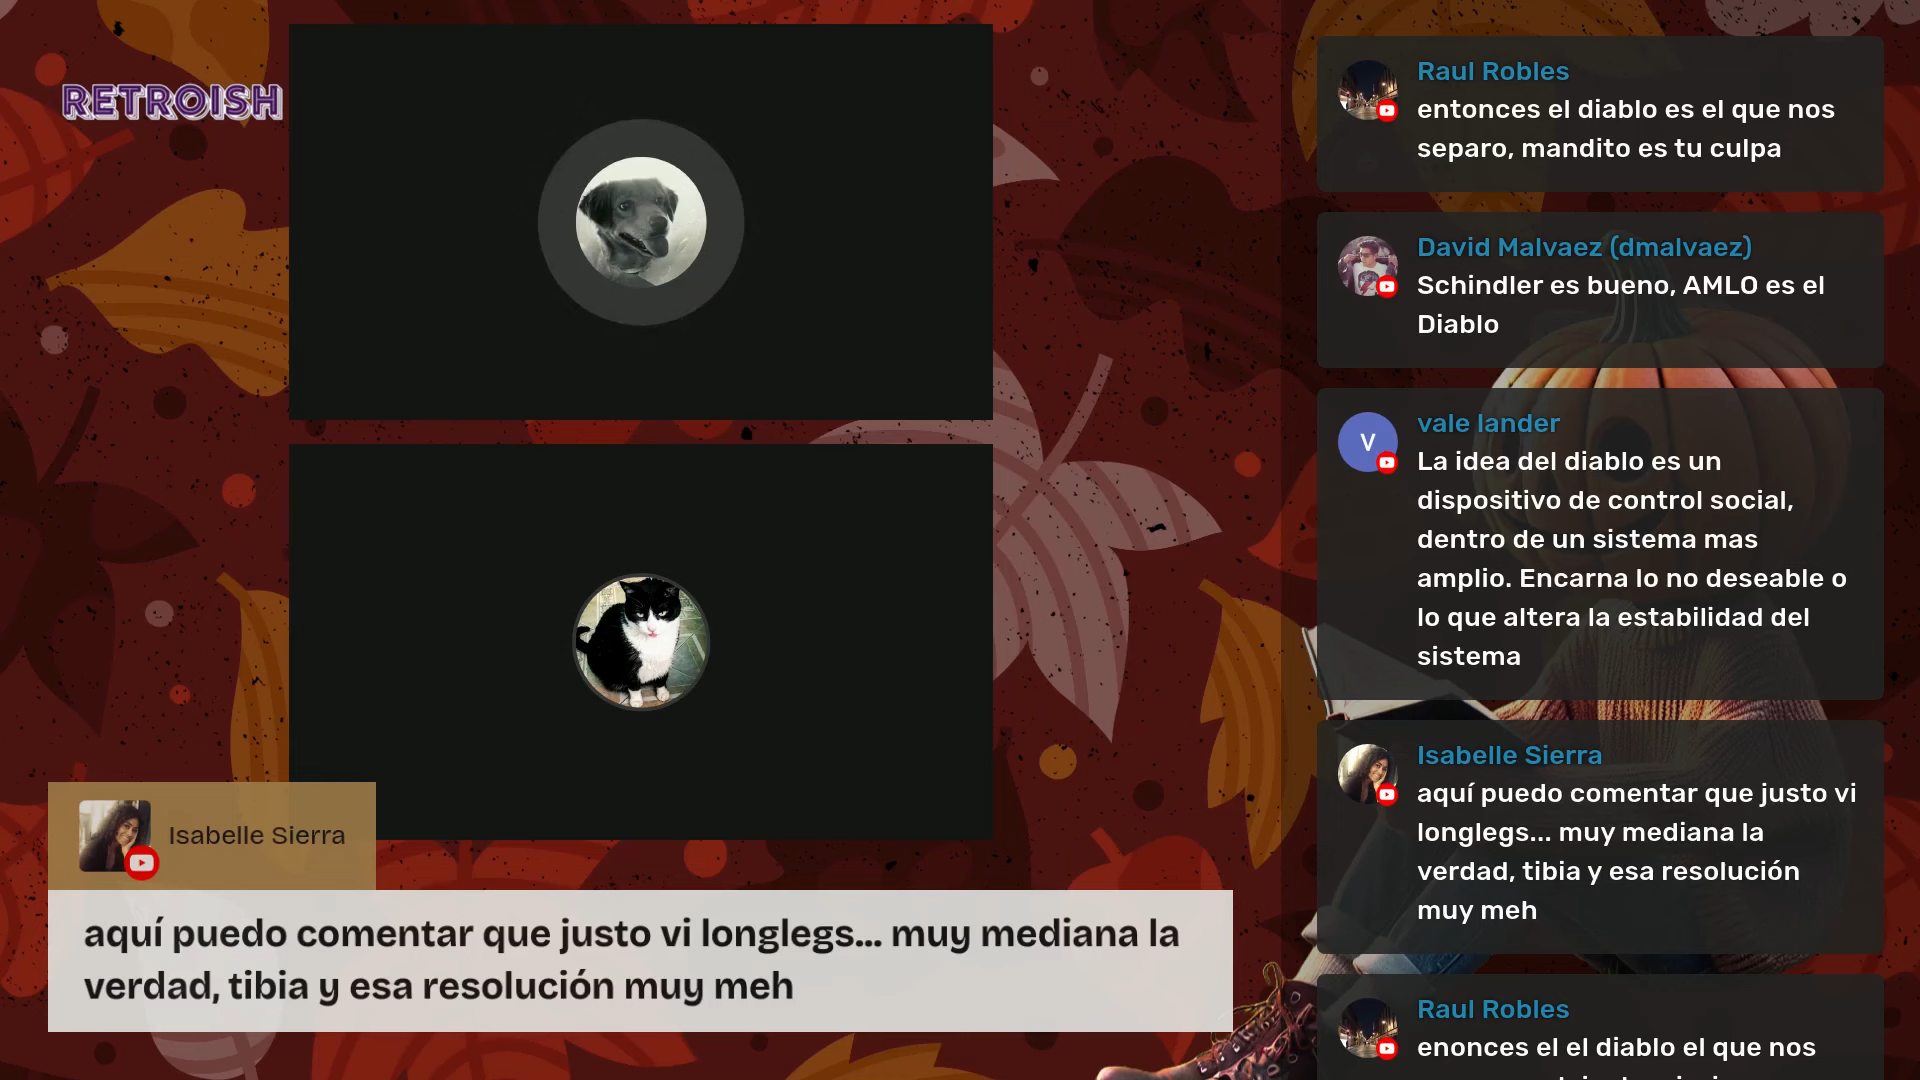 RETROISH
Isabelle Sierra
aquí puedo comentar que justo vi longlegs... muy mediana la
verdad, tibia y esa resolución muy meh
Raul Robles
entonces el diablo es el que nos
separo, mandito es tu culpa
David Malvaez (dmalvaez)
Schindler es bueno, AMLO es el
Diablo
V
vale lander
La idea del diablo es un
dispositivo de control social,
dentro de un sistema mas
amplio. Encarna lo no deseable o
lo que altera la estabilidad del
sistema
Isabelle Sierra
aquí puedo comentar que justo vi
longlegs... muy mediana la
verdad, tibia y esa resolución
muy meh
Raul Robles
enonces el el diablo el que nos